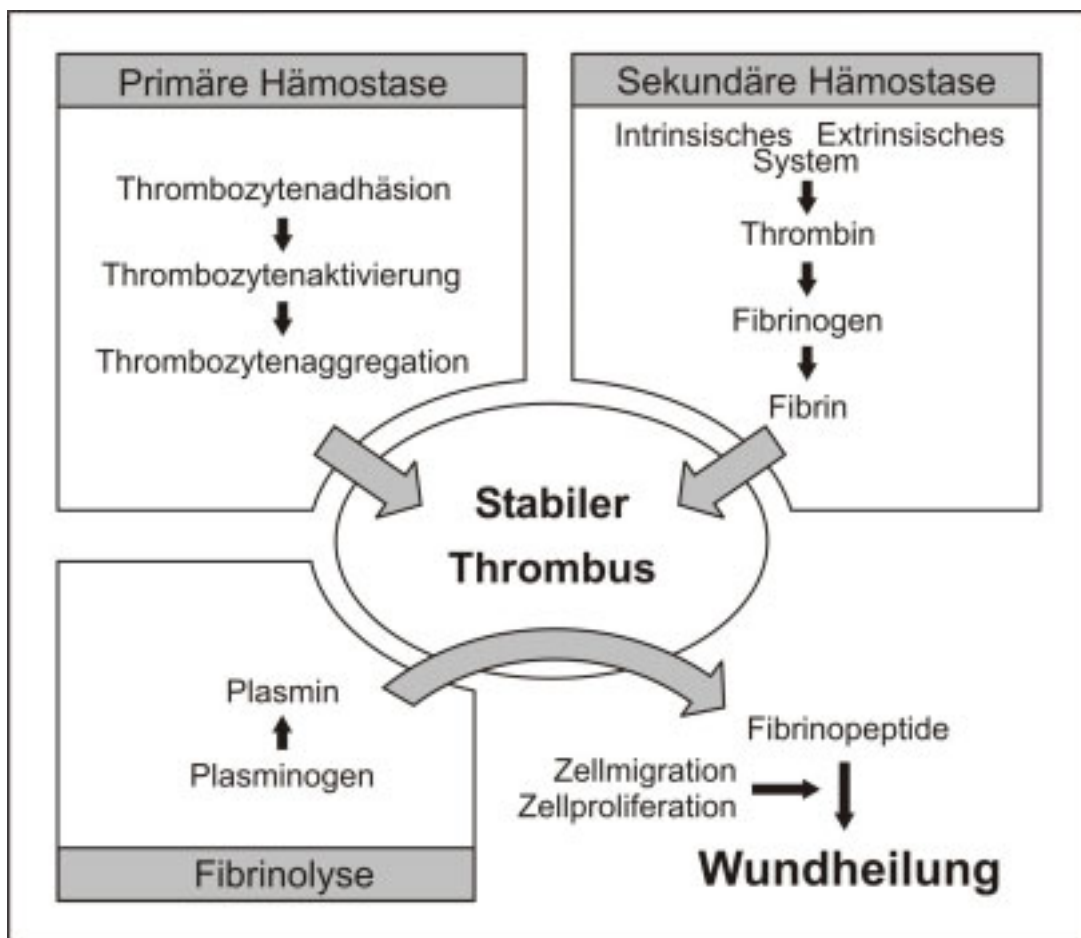 Primäre Hämostase
Thrombozytenadhäsion
Thrombozytenaktivierung
Thrombozytenaggregation
Sekundäre Hämostase
Intrinsisches Extrinsisches
System
Thrombin
Fibrinogen
Fibrin
Stabiler
Thrombus
Plasmin
Plasminogen
Fibrinolyse
Fibrinopeptide
Zellmigration
Zellproliferation
Wundheilung